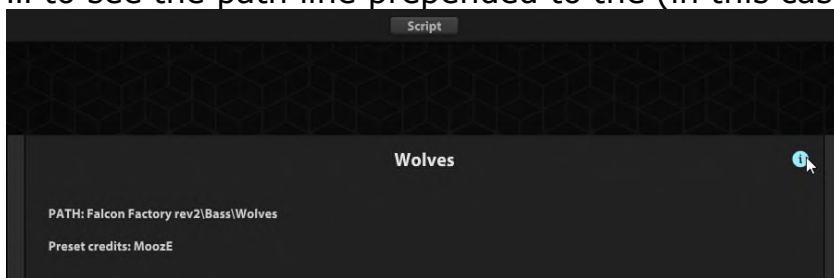 ... to see the path line prepended to the (in this cas
Script
Wolves
i
PATH: Falcon Factory rev2\Bass\Wolves
Preset credits: MoozE